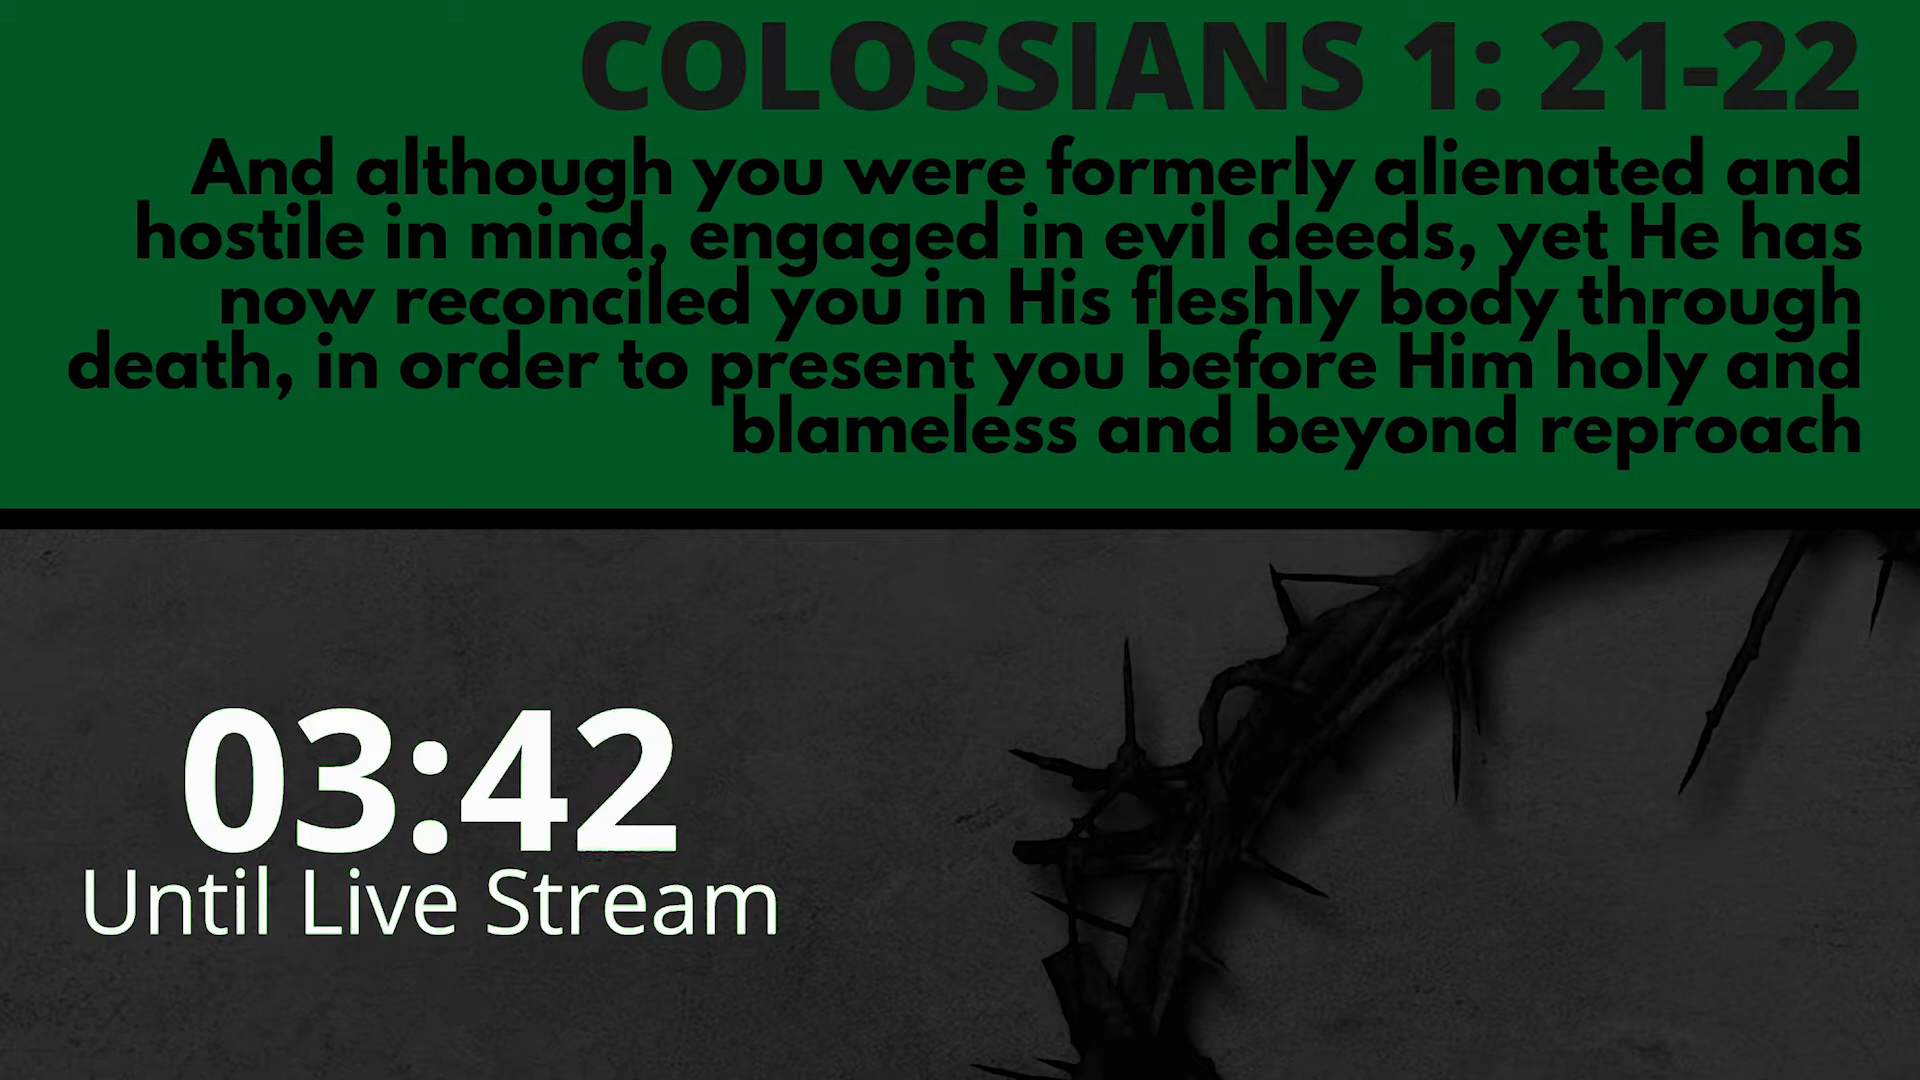 COLOSSIANS 1: 21-22
And although you were formerly alienated and
hostile in mind, engaged in evil deeds, yet He has
now reconciled you in His fleshly body through
death, in order to present you before Him holy and
blameless and beyond reproach
03:42
Until Live Stream